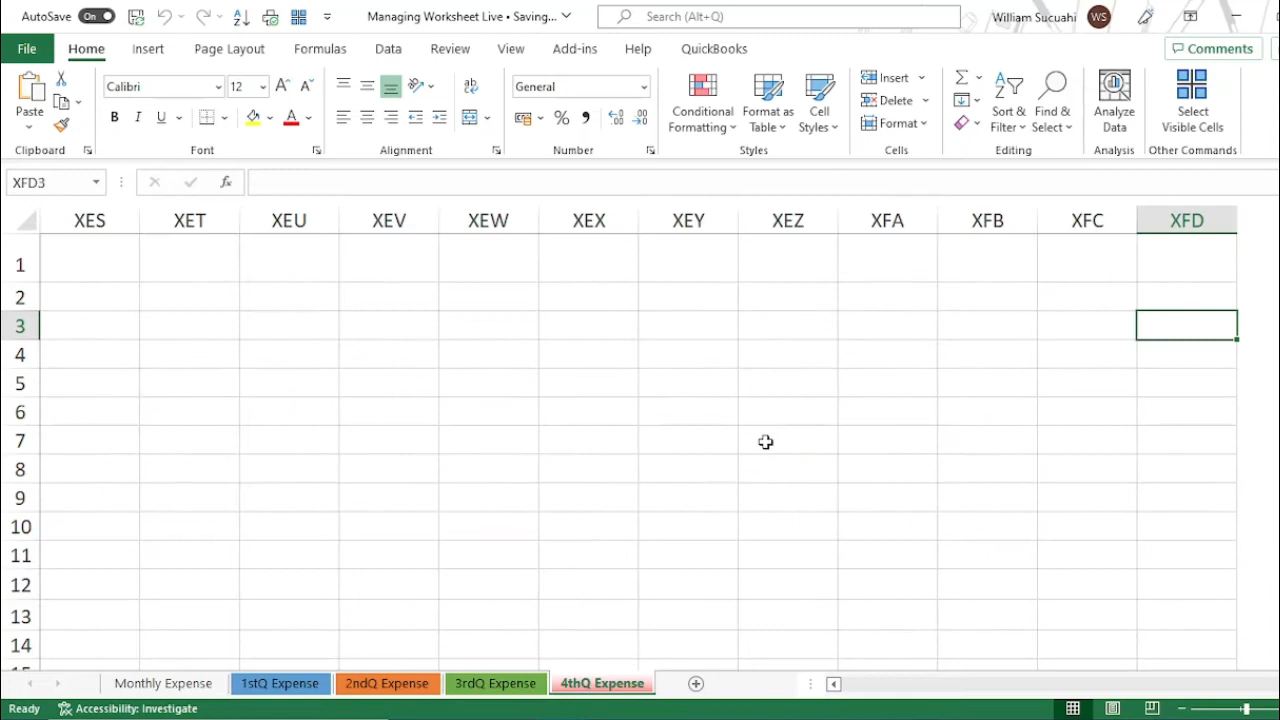 AutoSave On Managing Worksheet Live • Saving... Search (Alt+Q) William Sucuahi WS
File Home Insert Page Layout Formulas Data Review View Add-ins Help QuickBooks Comments
Paste
Clipboard
Calibri 12
B I U A
Font
ab
Alignment
General
%
Number
Conditional Formatting
Format as Table
Cell Styles
Styles
Insert
Delete
Format
Cells
Sort & Filter
Find & Select
Editing
Analyze Data
Analysis
Select Visible Cells
Other Commands
XFD3 fx
XES XET XEU XEV XEW XEX XEY XEZ XFA XFB XFC XFD
1
2
3
4
5
6
7
8
9
10
11
12
13
14
Monthly Expense 1stQ Expense 2ndQ Expense 3rdQ Expense 4thQ Expense
Ready Accessibility: Investigate